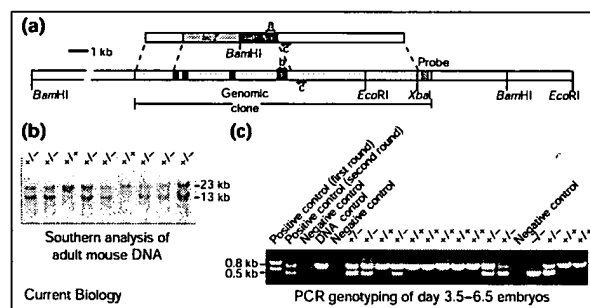 (a)
lacZ
a
c
BamHI
1 kb
b
c
Probe
BamHI
Genomic clone
EcoRI
XbaI
BamHI
EcoRI
(b)
23 kb
13 kb
Southern analysis of
adult mouse DNA
(c)
Positive control (first round)
Positive control (second round)
Negative control
DNA control
Negative control
+/–
+/–
+/+
+/–
+/+
+/+
+/+
+/+
+/+
+/–
+/–
Negative control
–/–
+/–
+/+
+/+
0.8 kb
0.5 kb
Current Biology
PCR genotyping of day 3.5–6.5 embryos